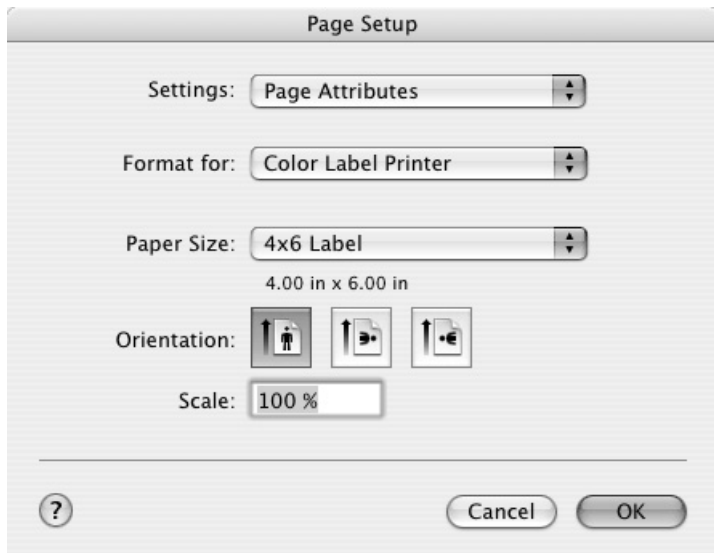 Page Setup
Settings: Page Attributes
Format for: Color Label Printer
Paper Size: 4x6 Label
4.00 in x 6.00 in
Orientation:
Scale: 100 %
? Cancel OK